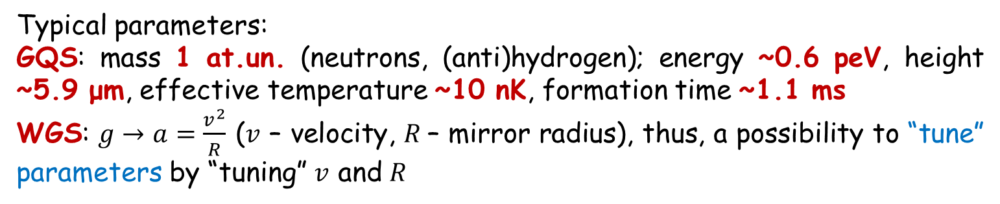 Typical parameters:
GQS: mass 1 at.un. (neutrons, (anti)hydrogen); energy ~0.6 peV, height
~5.9 μm, effective temperature ~10 nK, formation time ~1.1 ms
WGS: g → a = v²/R (v – velocity, R – mirror radius), thus, a possibility to “tune”
parameters by “tuning” v and R